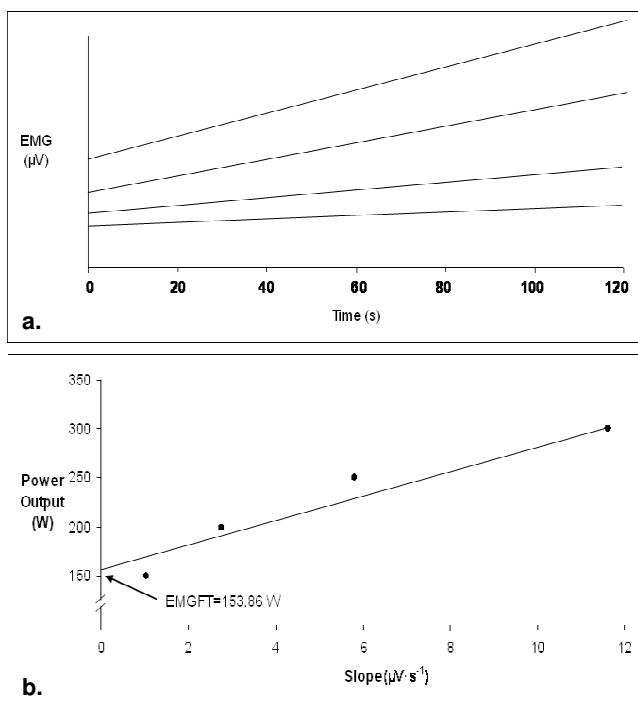 EMG
(µV)
0 20 40 60 80 100 120
Time (s)
a.
350
300
Power
250
Output
(W)
200
150
EMGFT=153.86 W
0 2 4 6 8 10 12
Slope(µV·s⁻¹)
b.